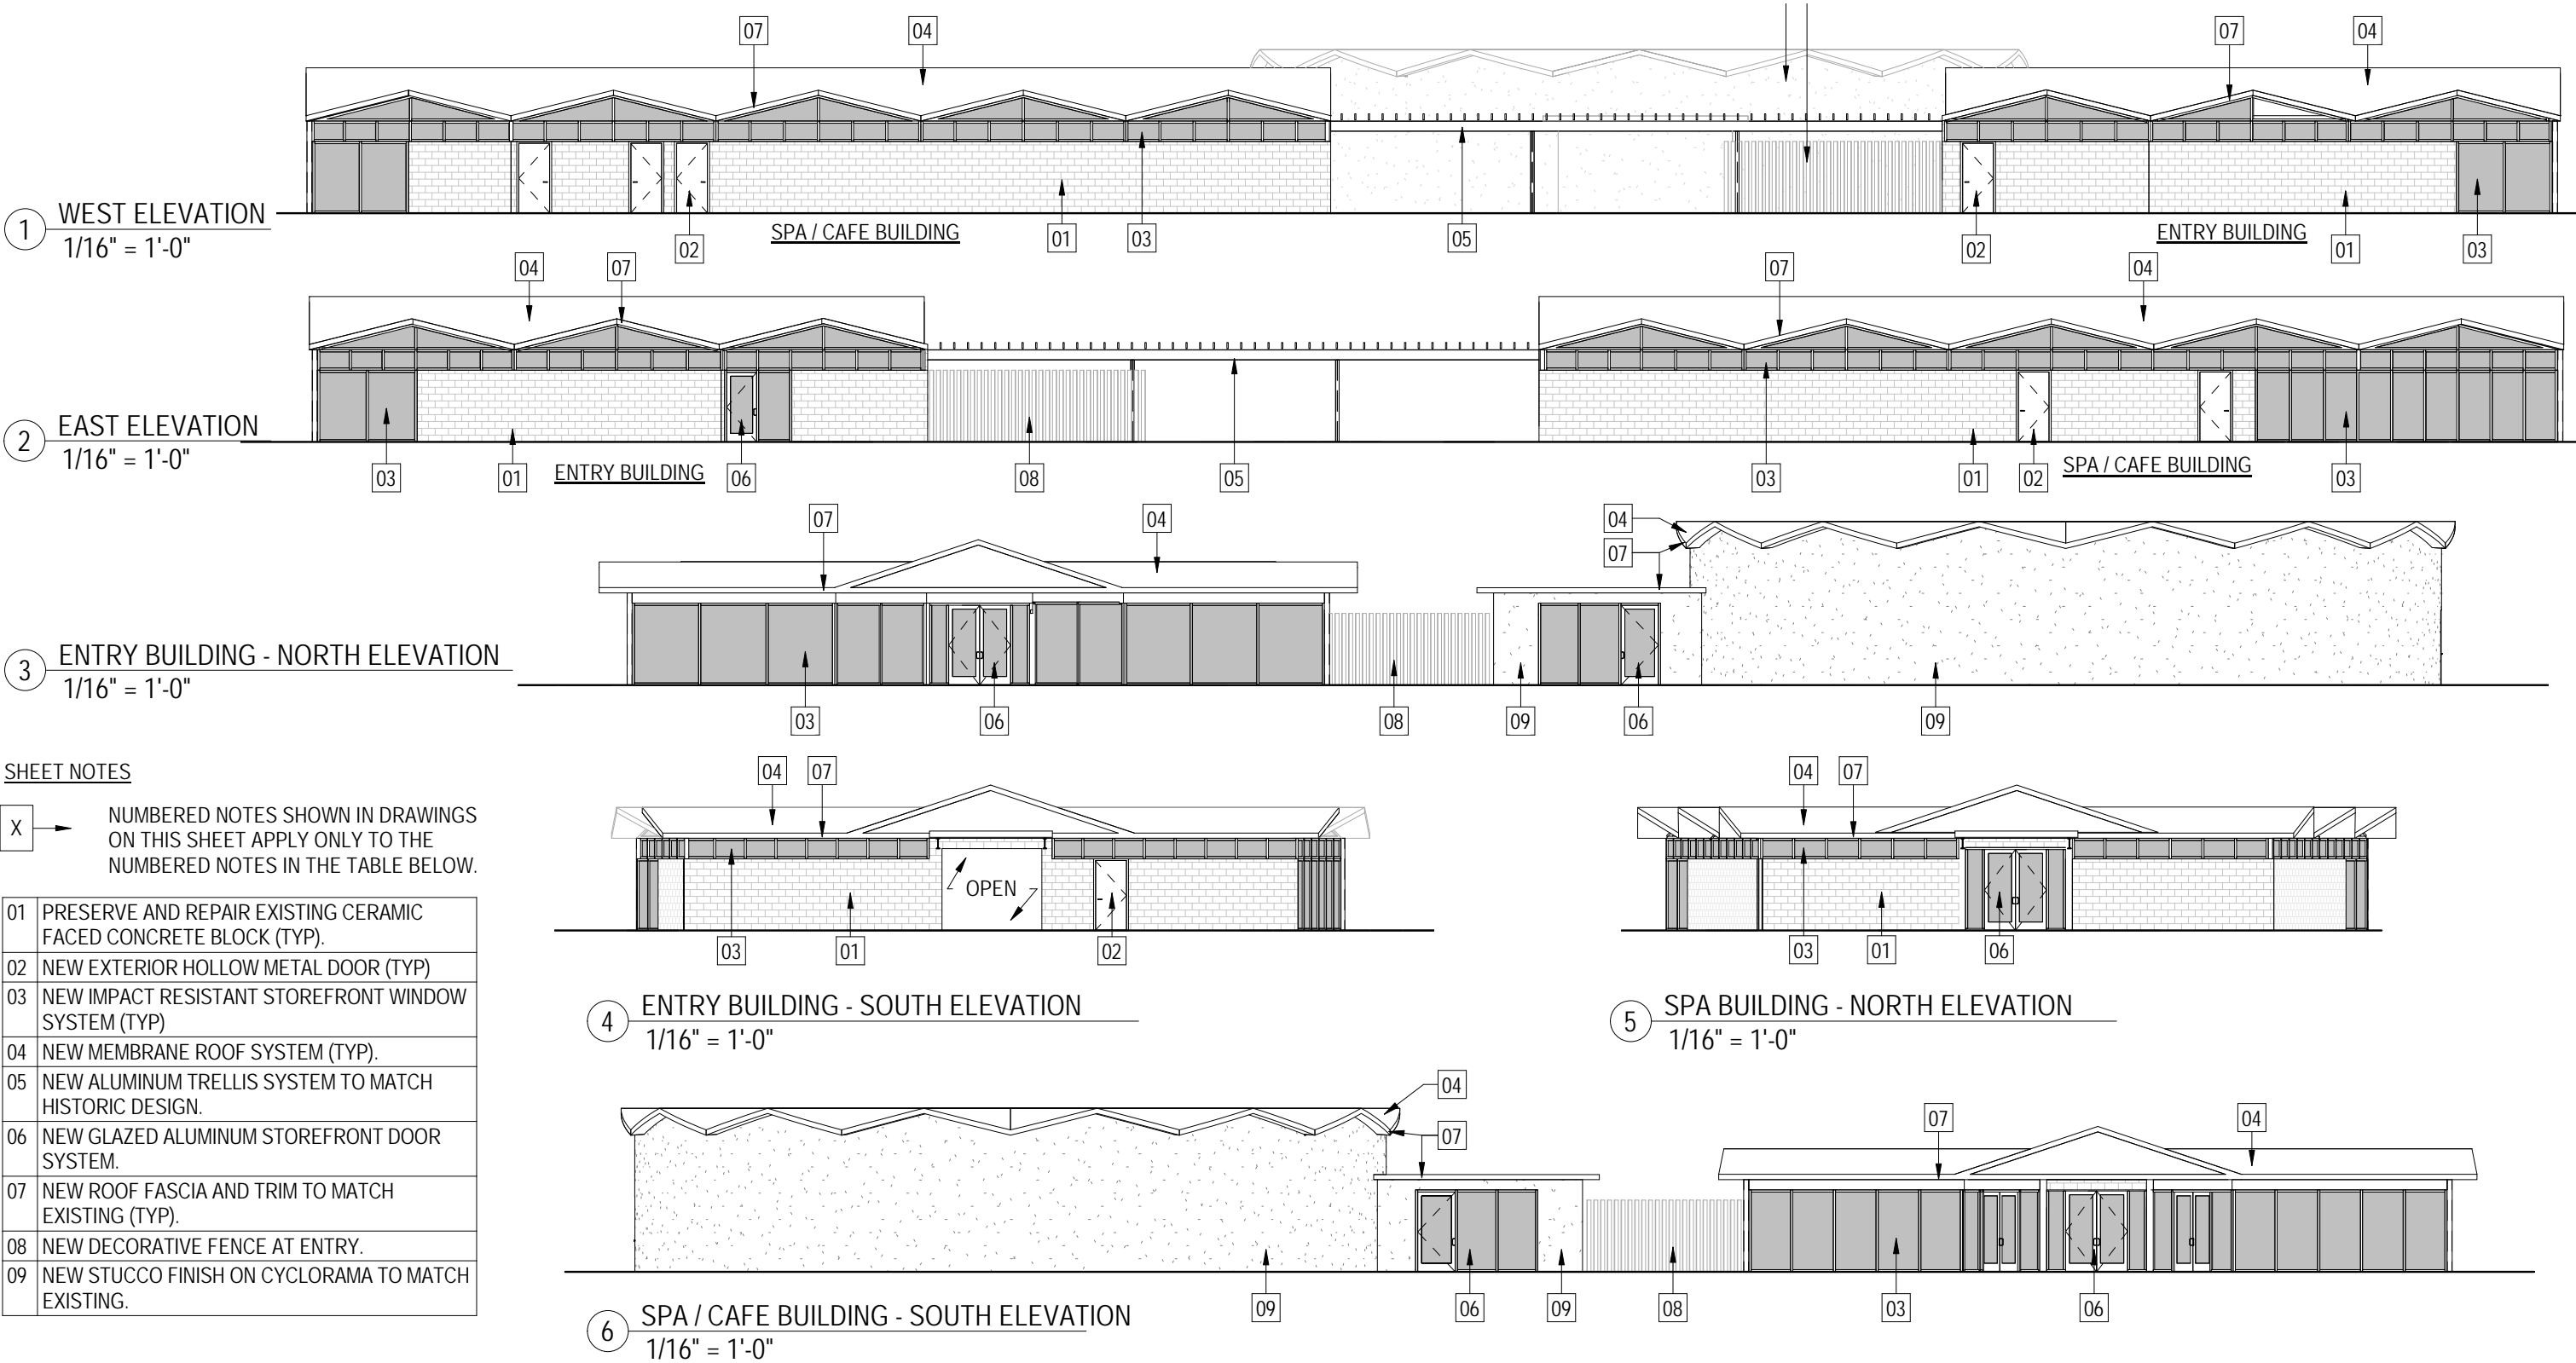 07
04
07
04
1
WEST ELEVATION
1/16" = 1'-0"
02
SPA / CAFE BUILDING
01
03
05
02
ENTRY BUILDING
01
03
04
07
07
04
2
EAST ELEVATION
1/16" = 1'-0"
03
01
ENTRY BUILDING
06
08
05
03
01
02
SPA / CAFE BUILDING
03
07
04
04
07
3
ENTRY BUILDING - NORTH ELEVATION
1/16" = 1'-0"
03
06
08
09
06
09
SHEET NOTES
X
NUMBERED NOTES SHOWN IN DRAWINGS
ON THIS SHEET APPLY ONLY TO THE
NUMBERED NOTES IN THE TABLE BELOW.
01 PRESERVE AND REPAIR EXISTING CERAMIC
FACED CONCRETE BLOCK (TYP).
02 NEW EXTERIOR HOLLOW METAL DOOR (TYP)
03 NEW IMPACT RESISTANT STOREFRONT WINDOW
SYSTEM (TYP)
04 NEW MEMBRANE ROOF SYSTEM (TYP).
05 NEW ALUMINUM TRELLIS SYSTEM TO MATCH
HISTORIC DESIGN.
06 NEW GLAZED ALUMINUM STOREFRONT DOOR
SYSTEM.
07 NEW ROOF FASCIA AND TRIM TO MATCH
EXISTING (TYP).
08 NEW DECORATIVE FENCE AT ENTRY.
09 NEW STUCCO FINISH ON CYCLORAMA TO MATCH
EXISTING.
04
07
OPEN
03
01
02
4
ENTRY BUILDING - SOUTH ELEVATION
1/16" = 1'-0"
04
07
03
01
06
5
SPA BUILDING - NORTH ELEVATION
1/16" = 1'-0"
04
07
07
04
09
06
09
08
03
06
6
SPA / CAFE BUILDING - SOUTH ELEVATION
1/16" = 1'-0"